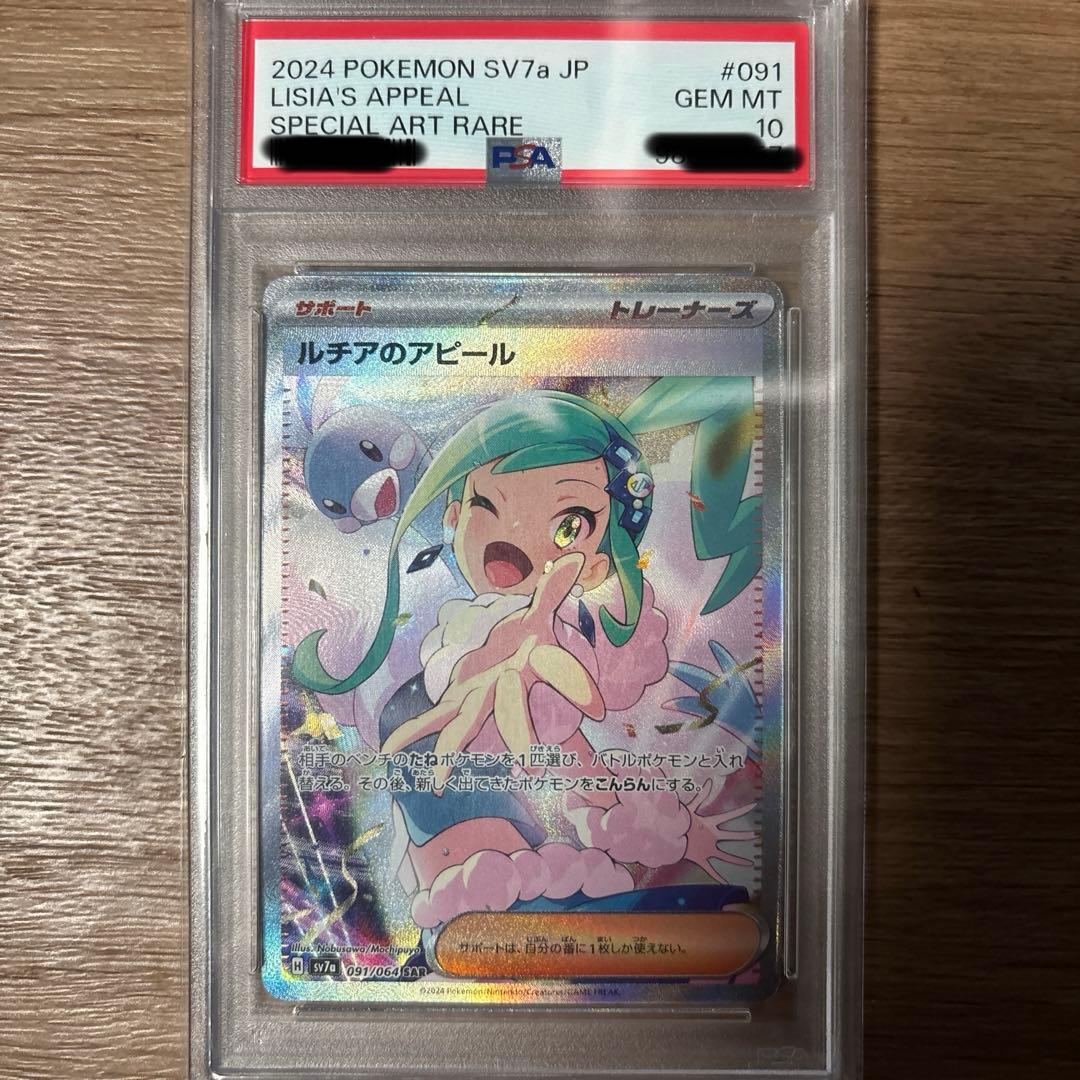 2024 POKEMON SV7a JP #091
LISIA'S APPEAL GEM MT
SPECIAL ART RARE 10
PSA
サポート トレーナーズ
ルチアのアピール
相手のベンチのたねポケモンを1匹選び、バトルポケモンと入れ
替える。その後、新しく出てきたポケモンをこんらんにする。
サポートは、自分の番に1枚しか使えない。
Illus. Nobusawa/Mochipuyo
H sv7a 091/064 SAR
©2024 Pokémon/Nintendo/Creatures/GAME FREAK.